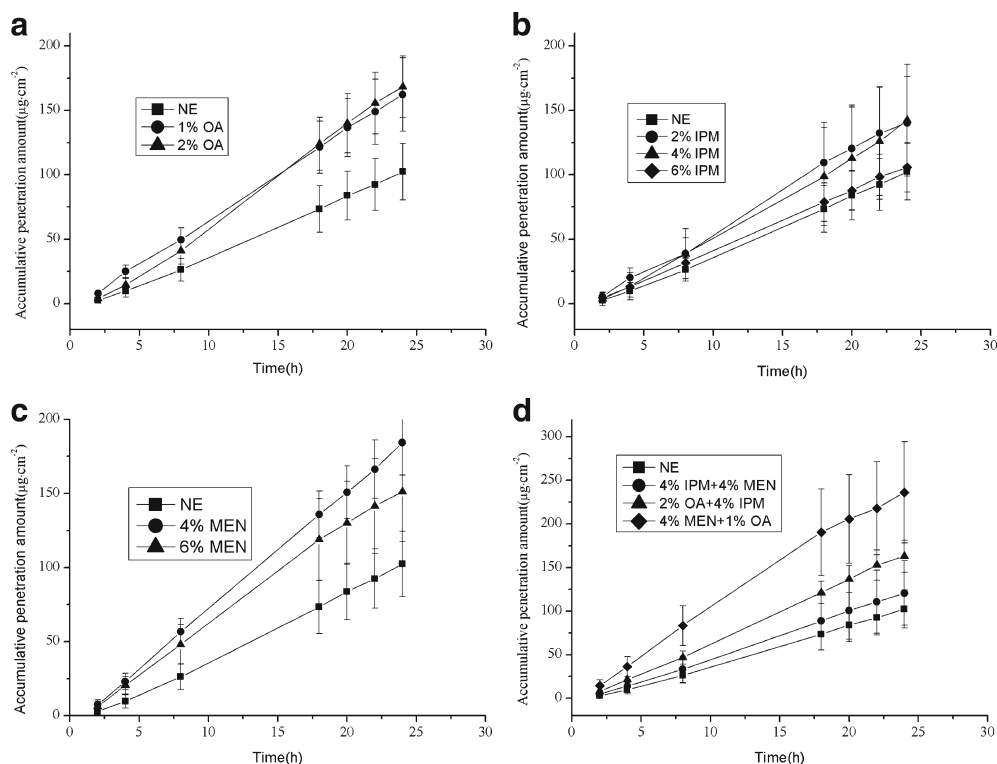 a
Accumulative penetration amount(μg·cm⁻²)
200
150
100
50
0
NE
1% OA
2% OA
0 5 10 15 20 25 30
Time(h)
b
Accumulative penetration amount(μg·cm⁻²)
200
150
100
50
0
NE
2% IPM
4% IPM
6% IPM
0 5 10 15 20 25 30
Time(h)
c
Accumulative penetration amount(μg·cm⁻²)
200
150
100
50
0
NE
4% MEN
6% MEN
0 5 10 15 20 25 30
Time(h)
d
Accumulative penetration amount(μg·cm⁻²)
300
250
200
150
100
50
0
NE
4% IPM+4% MEN
2% OA+4% IPM
4% MEN+1% OA
0 5 10 15 20 25 30
Time(h)